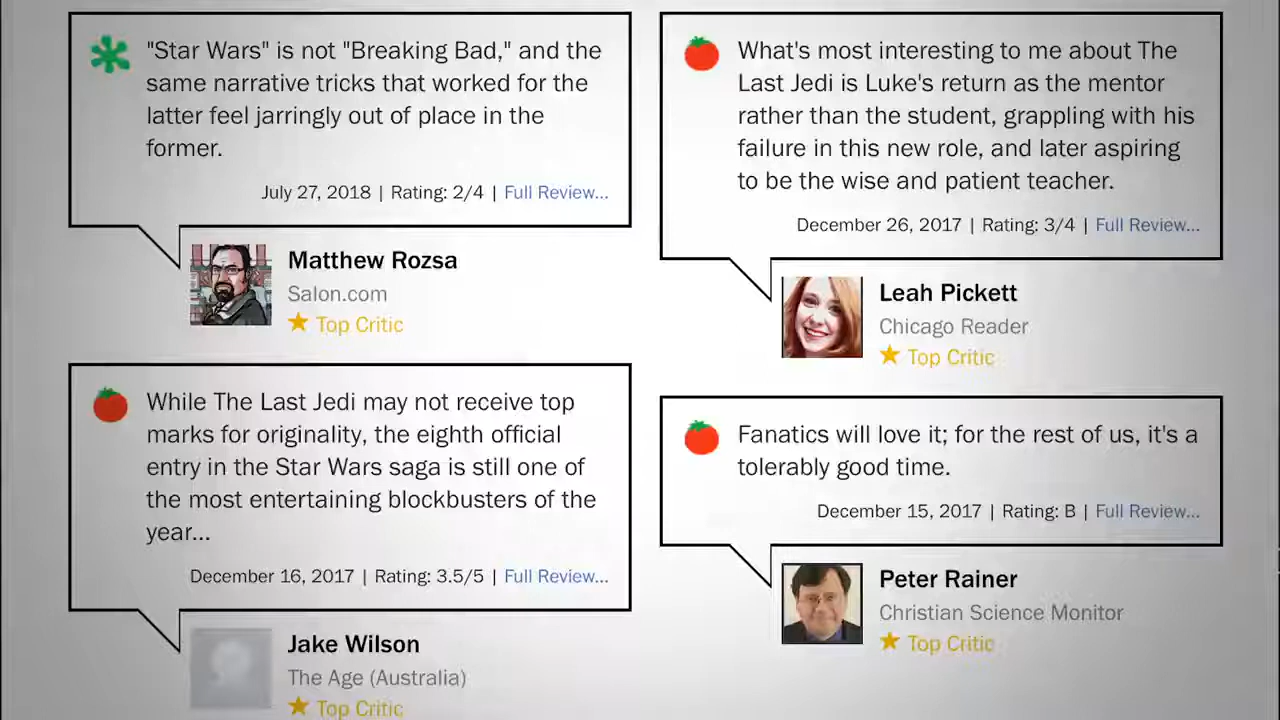 "Star Wars" is not "Breaking Bad," and the
same narrative tricks that worked for the
latter feel jarringly out of place in the
former.
July 27, 2018 | Rating: 2/4 | Full Review...
Matthew Rozsa
Salon.com
Top Critic
What's most interesting to me about The
Last Jedi is Luke's return as the mentor
rather than the student, grappling with his
failure in this new role, and later aspiring
to be the wise and patient teacher.
December 26, 2017 | Rating: 3/4 | Full Review...
Leah Pickett
Chicago Reader
Top Critic
While The Last Jedi may not receive top
marks for originality, the eighth official
entry in the Star Wars saga is still one of
the most entertaining blockbusters of the
year...
December 16, 2017 | Rating: 3.5/5 | Full Review...
Jake Wilson
The Age (Australia)
Top Critic
Fanatics will love it; for the rest of us, it's a
tolerably good time.
December 15, 2017 | Rating: B | Full Review...
Peter Rainer
Christian Science Monitor
Top Critic